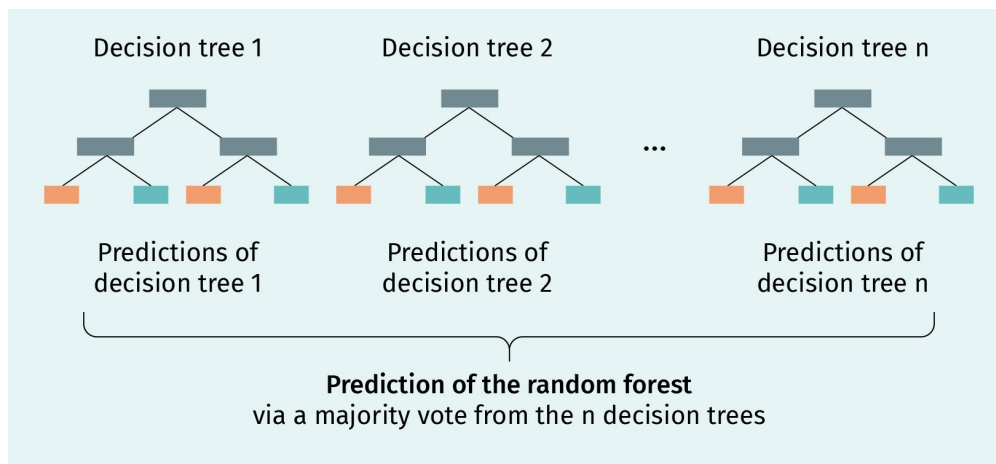 Decision tree 1
Decision tree 2
Decision tree n
...
Predictions of
decision tree 1
Predictions of
decision tree 2
Predictions of
decision tree n
Prediction of the random forest
via a majority vote from the n decision trees